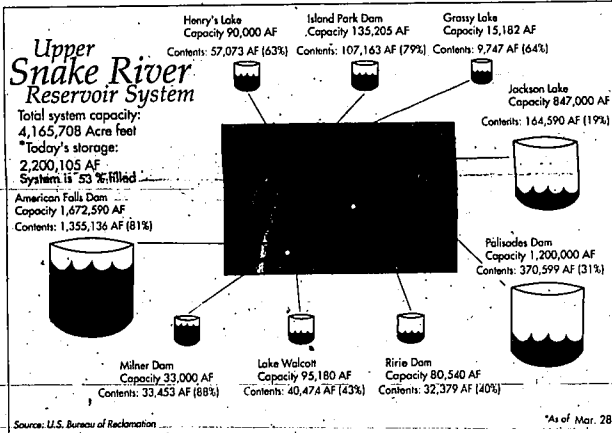 Upper
Snake River
Reservoir System
Total system capacity:
4,165,708 Acre feet
*Today's storage:
2,200,105 AF
System is 53 % filled
Henry's Lake
Capacity 90,000 AF
Contents: 57,073 AF (63%)
Island Park Dam
Capacity 135,205 AF
Contents: 107,163 AF (79%)
Grassy Lake
Capacity 15,182 AF
Contents: 9,747 AF (64%)
Jackson Lake
Capacity 847,000 AF
Contents: 164,590 AF (19%)
American Falls Dam
Capacity 1,672,590 AF
Contents: 1,355,136 AF (81%)
Palisades Dam
Capacity 1,200,000 AF
Contents: 370,599 AF (31%)
Milner Dam
Capacity 33,000 AF
Contents: 33,453 AF (88%)
Lake Walcott
Capacity 95,180 AF
Contents: 40,474 AF (43%)
Ririe Dam
Capacity 80,540 AF
Contents: 32,379 AF (40%)
Source: U.S. Bureau of Reclamation
*As of Mar. 28